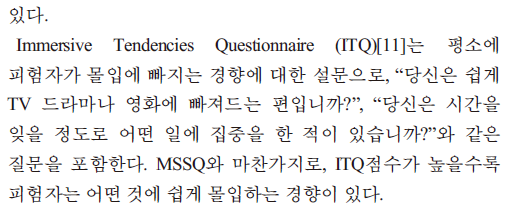 있다.
Immersive Tendencies Questionnaire (ITQ)[11]는 평소에
피험자가 몰입에 빠지는 경향에 대한 설문으로, “당신은 쉽게
TV 드라마나 영화에 빠져드는 편입니까?”, “당신은 시간을
잊을 정도로 어떤 일에 집중을 한 적이 있습니까?”와 같은
질문을 포함한다. MSSQ와 마찬가지로, ITQ점수가 높을수록
피험자는 어떤 것에 쉽게 몰입하는 경향이 있다.